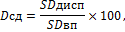 Dсд = SDдисп / SDвп × 100,